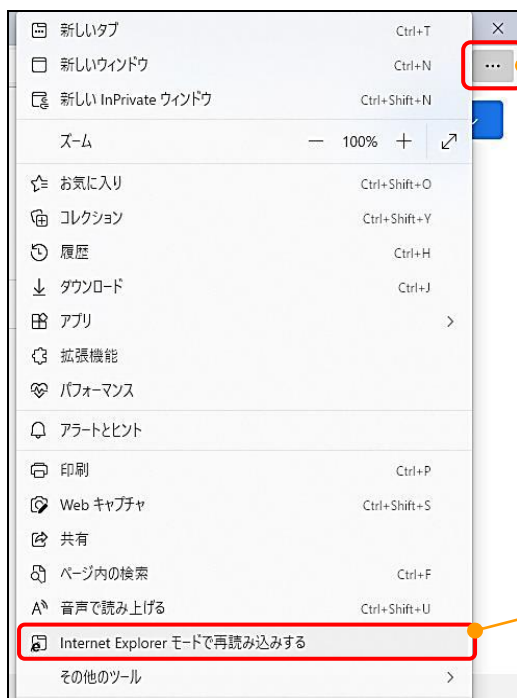 新しいタブ Ctrl+T
新しいウィンドウ Ctrl+N
新しい InPrivate ウィンドウ Ctrl+Shift+N
ズーム — 100% +
お気に入り Ctrl+Shift+O
コレクション Ctrl+Shift+Y
履歴 Ctrl+H
ダウンロード Ctrl+J
アプリ
拡張機能
パフォーマンス
アラートとヒント
印刷 Ctrl+P
Web キャプチャ Ctrl+Shift+S
共有
ページ内の検索 Ctrl+F
音声で読み上げる Ctrl+Shift+U
Internet Explorer モードで再読み込みする
その他のツール